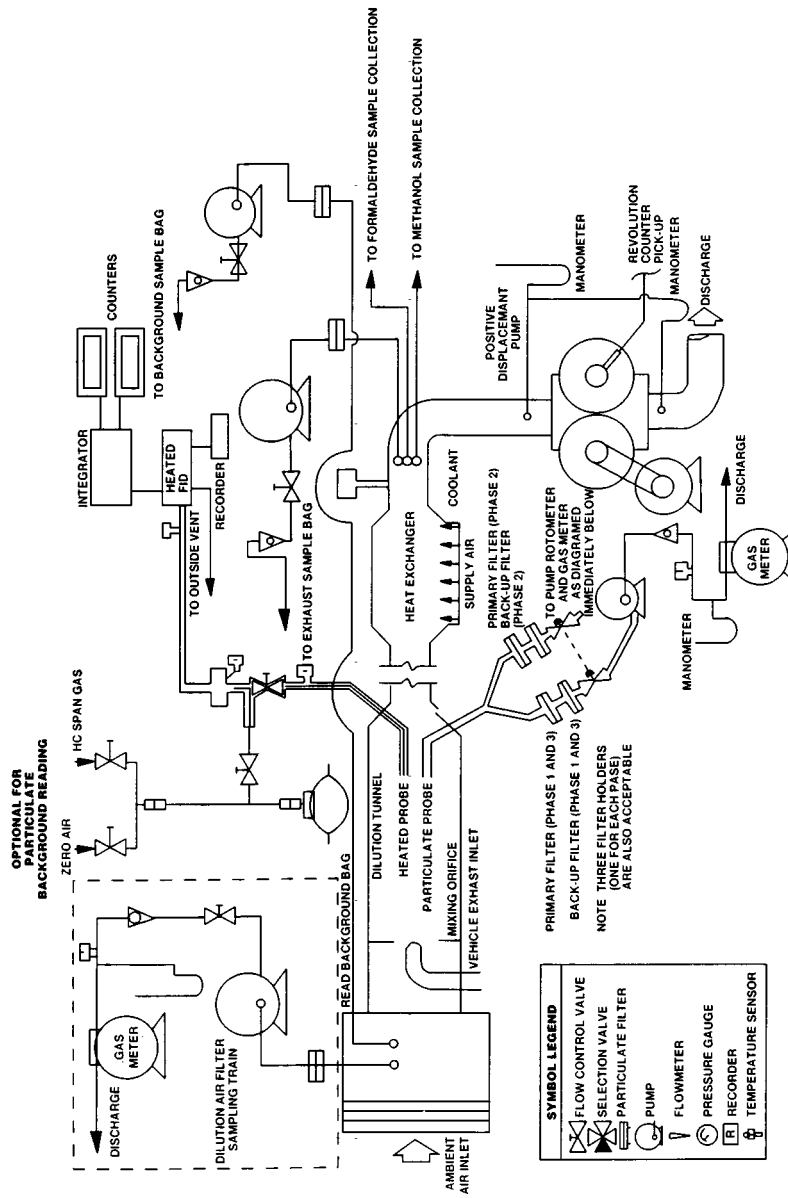 OPTIONAL FOR
PARTICULATE
BACKGROUND READING
ZERO AIR
HC SPAN GAS
DISCHARGE
GAS
METER
DILUTION AIR FILTER
SAMPLING TRAIN
AMBIENT
AIR INLET
READ BACKGROUND BAG
DILUTION TUNNEL
HEATED PROBE
PARTICULATE PROBE
MIXING ORIFICE
VEHICLE EXHAST INLET
INTEGRATOR
COUNTERS
HEATED
FID
RECORDER
TO OUTSIDE VENT
TO BACKGROUND SAMPLE BAG
TO EXHAUST SAMPLE BAG
TO FORMALDEHYDE SAMPLE COLLECTION
TO METHANOL SAMPLE COLLECTION
HEAT EXCHANGER
SUPPLY AIR
COOLANT
POSITIVE
DISPLACEMANT
PUMP
MANOMETER
REVOLUTION
COUNTER
PICK-UP
MANOMETER
DISCHARGE
PRIMARY FILTER (PHASE 2)
BACK-UP FILTER
(PHASE 2)
TO PUMP ROTOMETER
AND GAS METER
AS DIAGRAMED
IMMEDIATELY BELOW
DISCHARGE
GAS
METER
MANOMETER
PRIMARY FILTER (PHASE 1 AND 3)
BACK-UP FILTER (PHASE 1 AND 3)
NOTE THREE FILTER HOLDERS
(ONE FOR EACH PASE)
ARE ALSO ACCEPTABLE
SYMBOL LEGEND
FLOW CONTROL VALVE
SELECTION VALVE
PARTICULATE FILTER
PUMP
FLOWMETER
PRESSURE GAUGE
R RECORDER
TEMPERATURE SENSOR